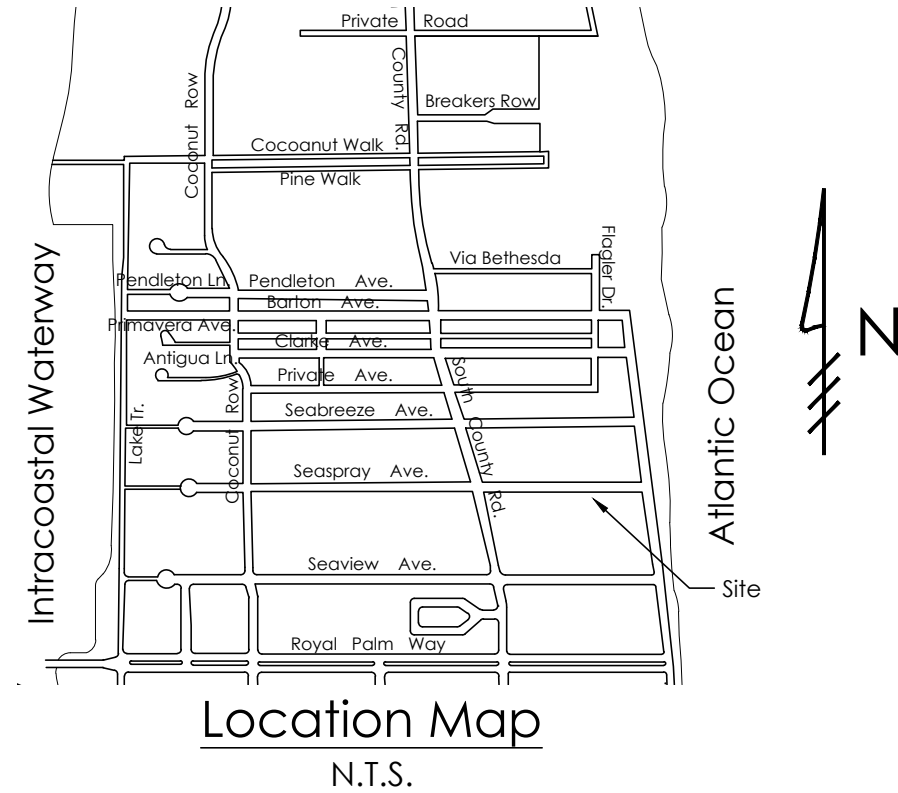 Private Road
County Rd.
Coconut Row
Breakers Row
Cocoanut Walk
Pine Walk
Flagler Dr.
Via Bethesda
Pendleton Ln.
Pendleton Ave.
Barton Ave.
Primavera Ave.
Clarke Ave.
Antigua Ln.
Private Ave.
South County Rd.
Coconut Row
Seabreeze Ave.
Lake Tr.
Seaspray Ave.
Seaview Ave.
Royal Palm Way
Intracoastal Waterway
Atlantic Ocean
N
Site
Location Map
N.T.S.